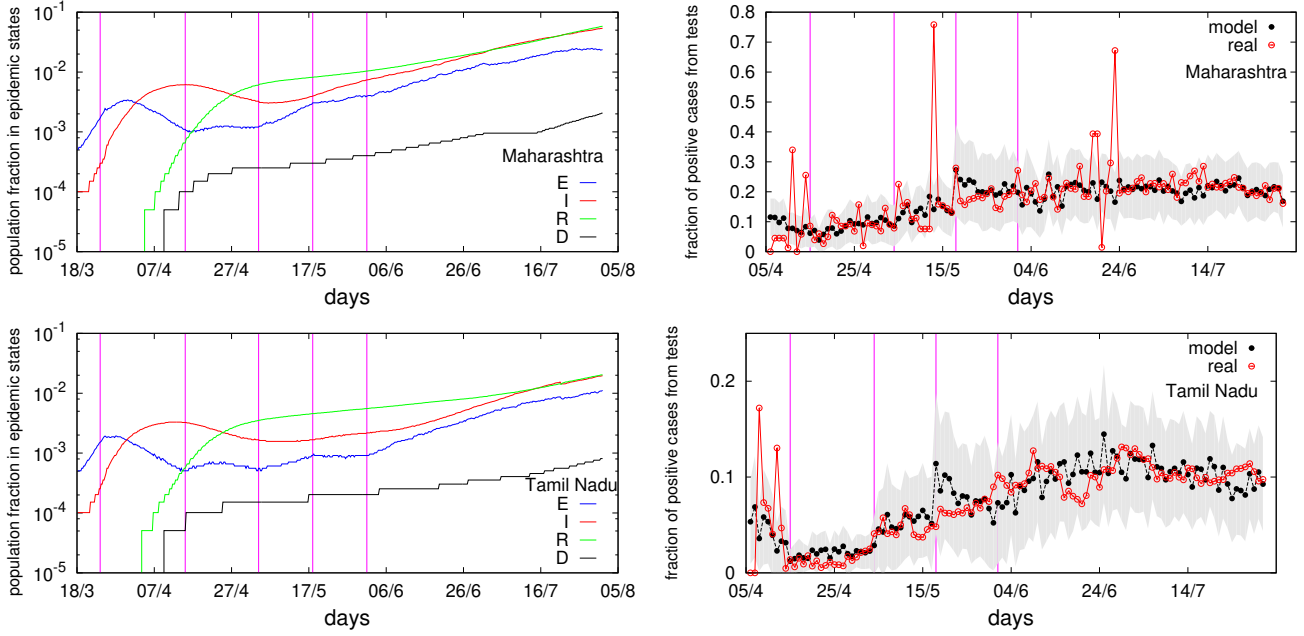 population fraction in epidemic states
10^-1
10^-2
10^-3
10^-4
10^-5
18/3 07/4 27/4 17/5 06/6 26/6 16/7 05/8
days
Maharashtra
E
I
R
D
fraction of positive cases from tests
0.8
0.7
0.6
0.5
0.4
0.3
0.2
0.1
0
05/4 25/4 15/5 04/6 24/6 14/7
days
model
real
Maharashtra
population fraction in epidemic states
10^-1
10^-2
10^-3
10^-4
10^-5
18/3 07/4 27/4 17/5 06/6 26/6 16/7 05/8
days
Tamil Nadu
E
I
R
D
fraction of positive cases from tests
0.2
0.1
0
05/4 25/4 15/5 04/6 24/6 14/7
days
model
real
Tamil Nadu